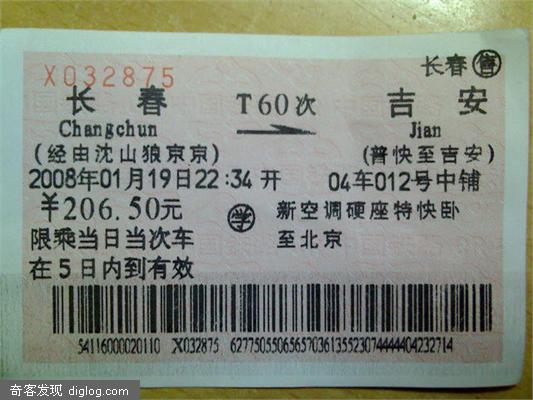 X032875
长春 售
长春 T60次 吉安
Changchun Jian
(经由沈山狼京京) (普快至吉安)
2008年01月19日22:34开 04车012号中铺
¥206.50元 学 新空调硬座特快卧
限乘当日当次车 至北京
在5日内到有效
54116000020110 X032875 6277505506565703613552307444404232714
奇客发现 diglog.com